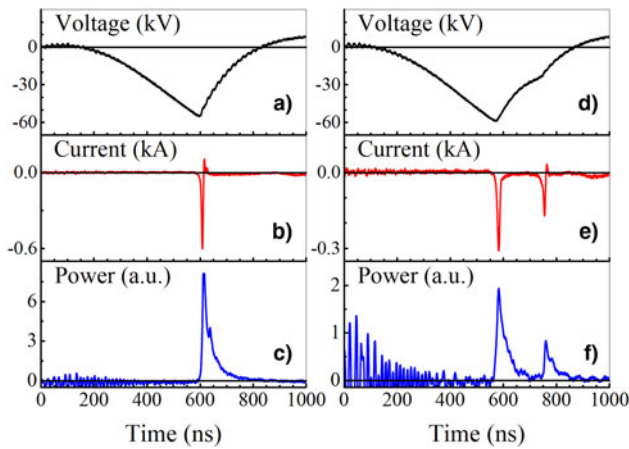 Voltage (kV)
0
-30
-60
a)
Current (kA)
0.0
-0.6
b)
Power (a.u.)
6
3
0
c)
0 200 400 600 800 1000
Time (ns)
Voltage (kV)
0
-30
-60
d)
Current (kA)
0.0
-0.3
e)
Power (a.u.)
2
1
0
f)
0 200 400 600 800 1000
Time (ns)